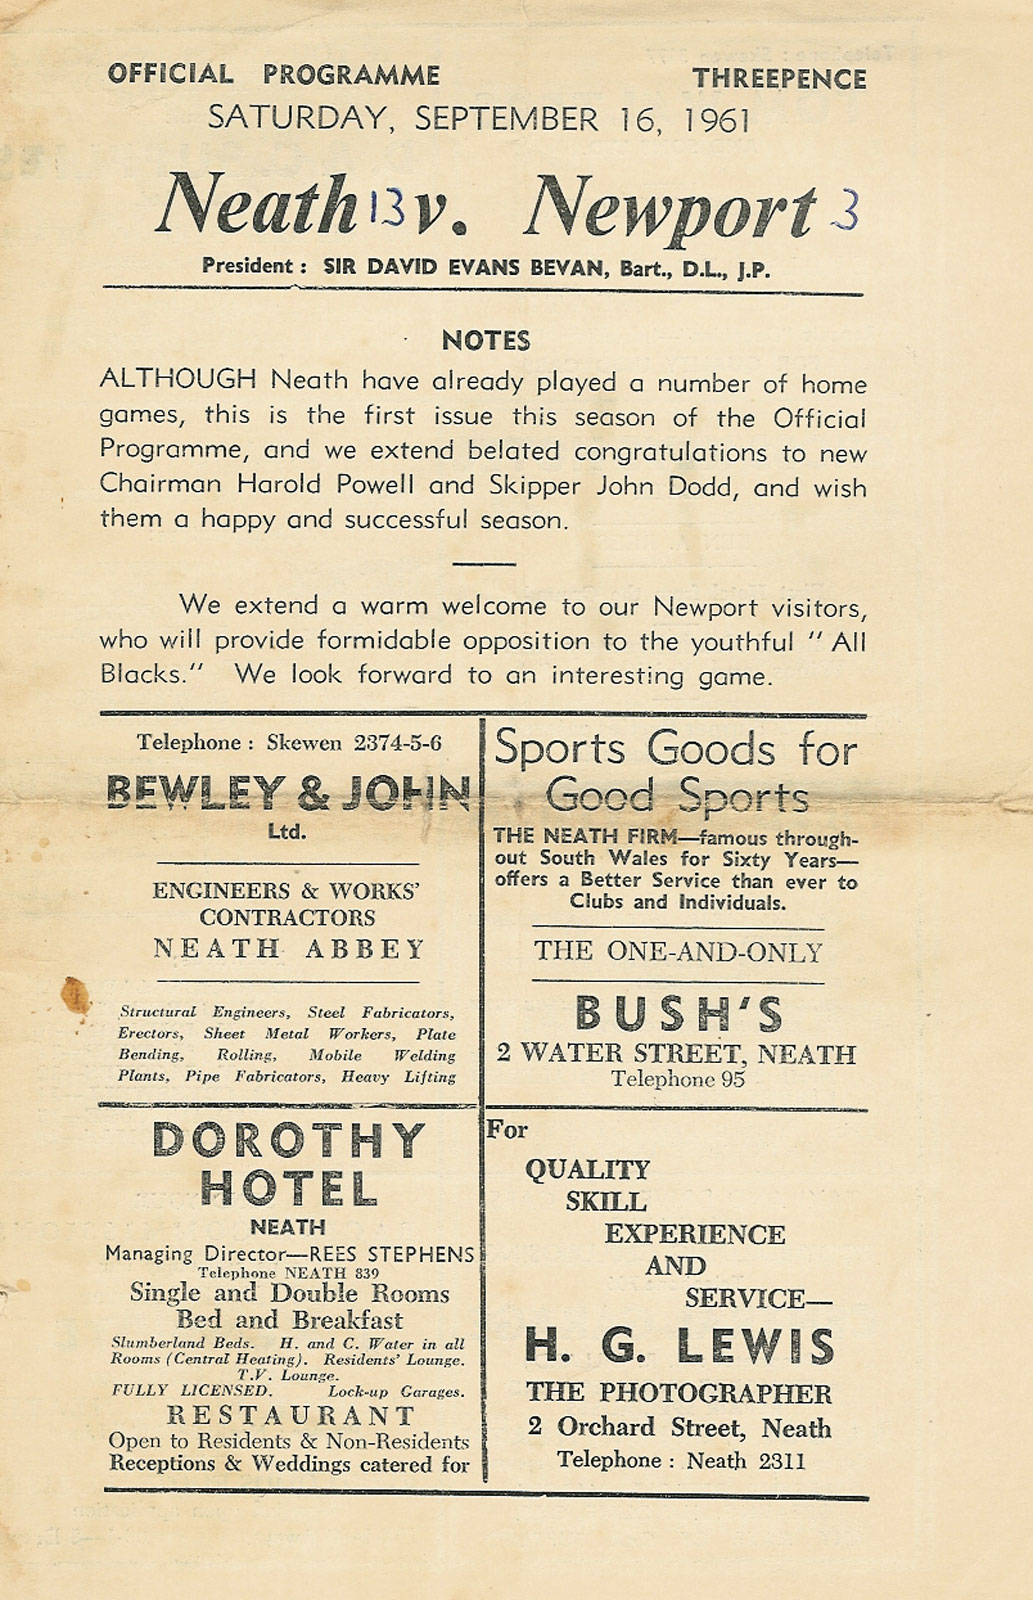 OFFICIAL PROGRAMME THREEPENCE
SATURDAY, SEPTEMBER 16, 1961
Neath 13 v. Newport 3
President : SIR DAVID EVANS BEVAN, Bart., D.L., J.P.
NOTES
ALTHOUGH Neath have already played a number of home
games, this is the first issue this season of the Official
Programme, and we extend belated congratulations to new
Chairman Harold Powell and Skipper John Dodd, and wish
them a happy and successful season.
We extend a warm welcome to our Newport visitors,
who will provide formidable opposition to the youthful " All
Blacks." We look forward to an interesting game.
Telephone : Skewen 2374-5-6
BEWLEY & JOHN
Ltd.
ENGINEERS & WORKS'
CONTRACTORS
NEATH ABBEY
Structural Engineers, Steel Fabricators,
Erectors, Sheet Metal Workers, Plate
Bending, Rolling, Mobile Welding
Plants, Pipe Fabricators, Heavy Lifting
Sports Goods for
Good Sports
THE NEATH FIRM—famous through-
out South Wales for Sixty Years—
offers a Better Service than ever to
Clubs and Individuals.
THE ONE-AND-ONLY
BUSH'S
2 WATER STREET, NEATH
Telephone 95
DOROTHY
HOTEL
NEATH
Managing Director—REES STEPHENS
Telephone NEATH 839
Single and Double Rooms
Bed and Breakfast
Slumberland Beds. H. and C. Water in all
Rooms (Central Heating). Residents' Lounge.
T.V. Lounge.
FULLY LICENSED. Lock-up Garages.
RESTAURANT
Open to Residents & Non-Residents
Receptions & Weddings catered for
For
QUALITY
SKILL
EXPERIENCE
AND
SERVICE—
H. G. LEWIS
THE PHOTOGRAPHER
2 Orchard Street, Neath
Telephone : Neath 2311